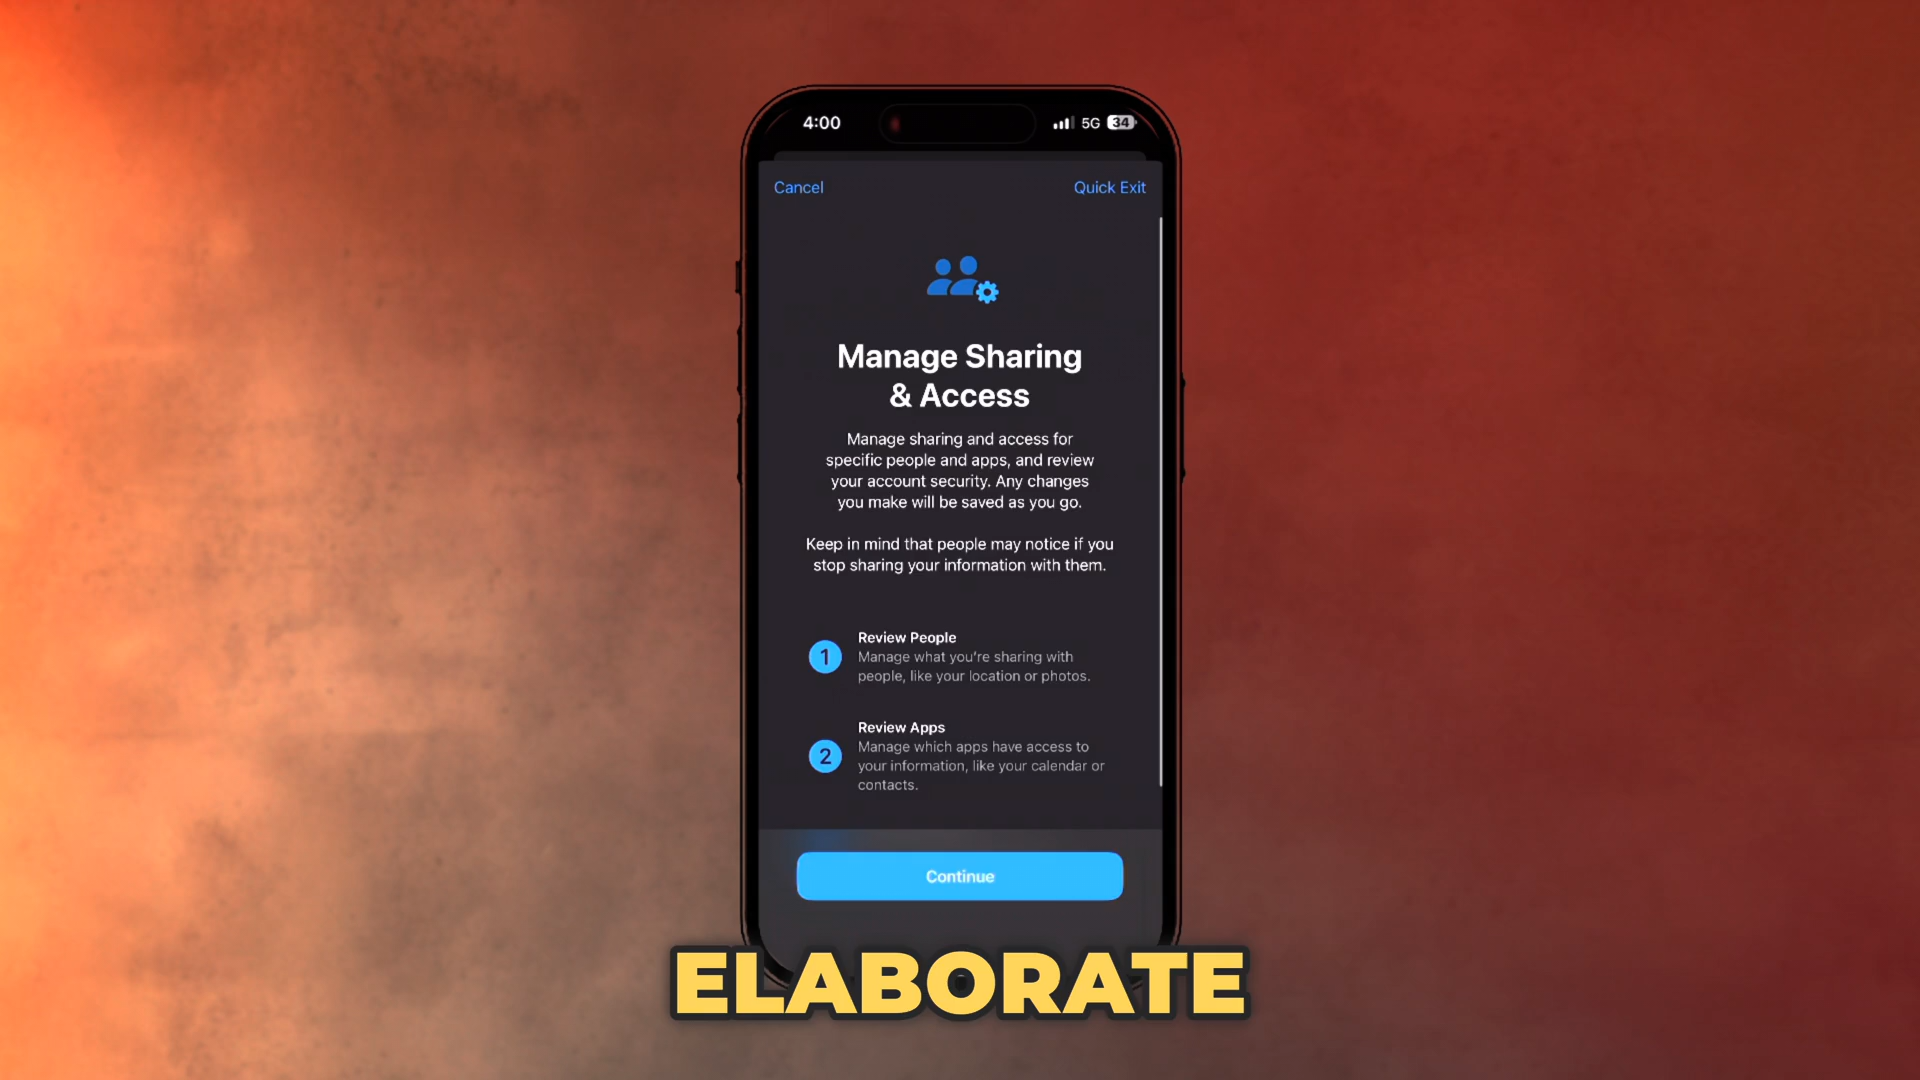 4:00
5G 34
Cancel
Quick Exit
Manage Sharing
& Access
Manage sharing and access for
specific people and apps, and review
your account security. Any changes
you make will be saved as you go.
Keep in mind that people may notice if you
stop sharing your information with them.
1
Review People
Manage what you're sharing with
people, like your location or photos.
2
Review Apps
Manage which apps have access to
your information, like your calendar or
contacts.
Continue
ELABORATE